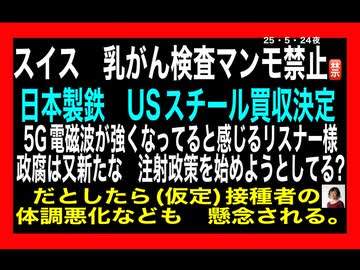 25・5・24夜
スイス 乳がん検査マンモ禁止禁
日本製鉄 USスチール買収決定
5G電磁波が強くなってると感じるリスナー様
政腐は又新たな 注射政策を始めようとしてる?
だとしたら(仮定)接種者の
体調悪化なども 懸念される。